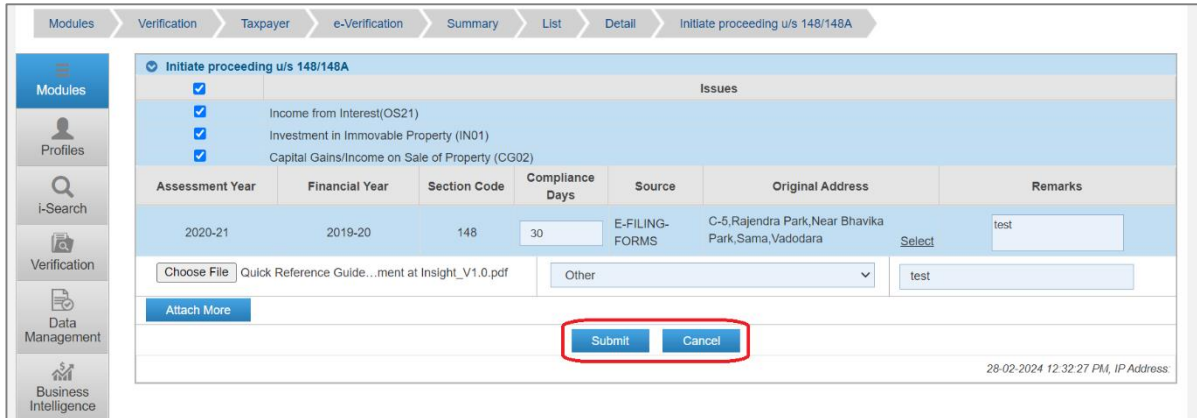 Modules Verification Taxpayer e-Verification Summary List Detail Initiate proceeding u/s 148/148A
Modules
Profiles
i-Search
Verification
Data
Management
Business
Intelligence
Initiate proceeding u/s 148/148A
Issues
Income from Interest(OS21)
Investment in Immovable Property (IN01)
Capital Gains/Income on Sale of Property (CG02)
Assessment Year Financial Year Section Code Compliance Days Source Original Address Remarks
2020-21 2019-20 148 30 E-FILING-FORMS C-5,Rajendra Park,Near Bhavika Park,Sama,Vadodara Select test
Choose File Quick Reference Guide…ment at Insight_V1.0.pdf Other test
Attach More
Submit Cancel
28-02-2024 12:32:27 PM, IP Address: